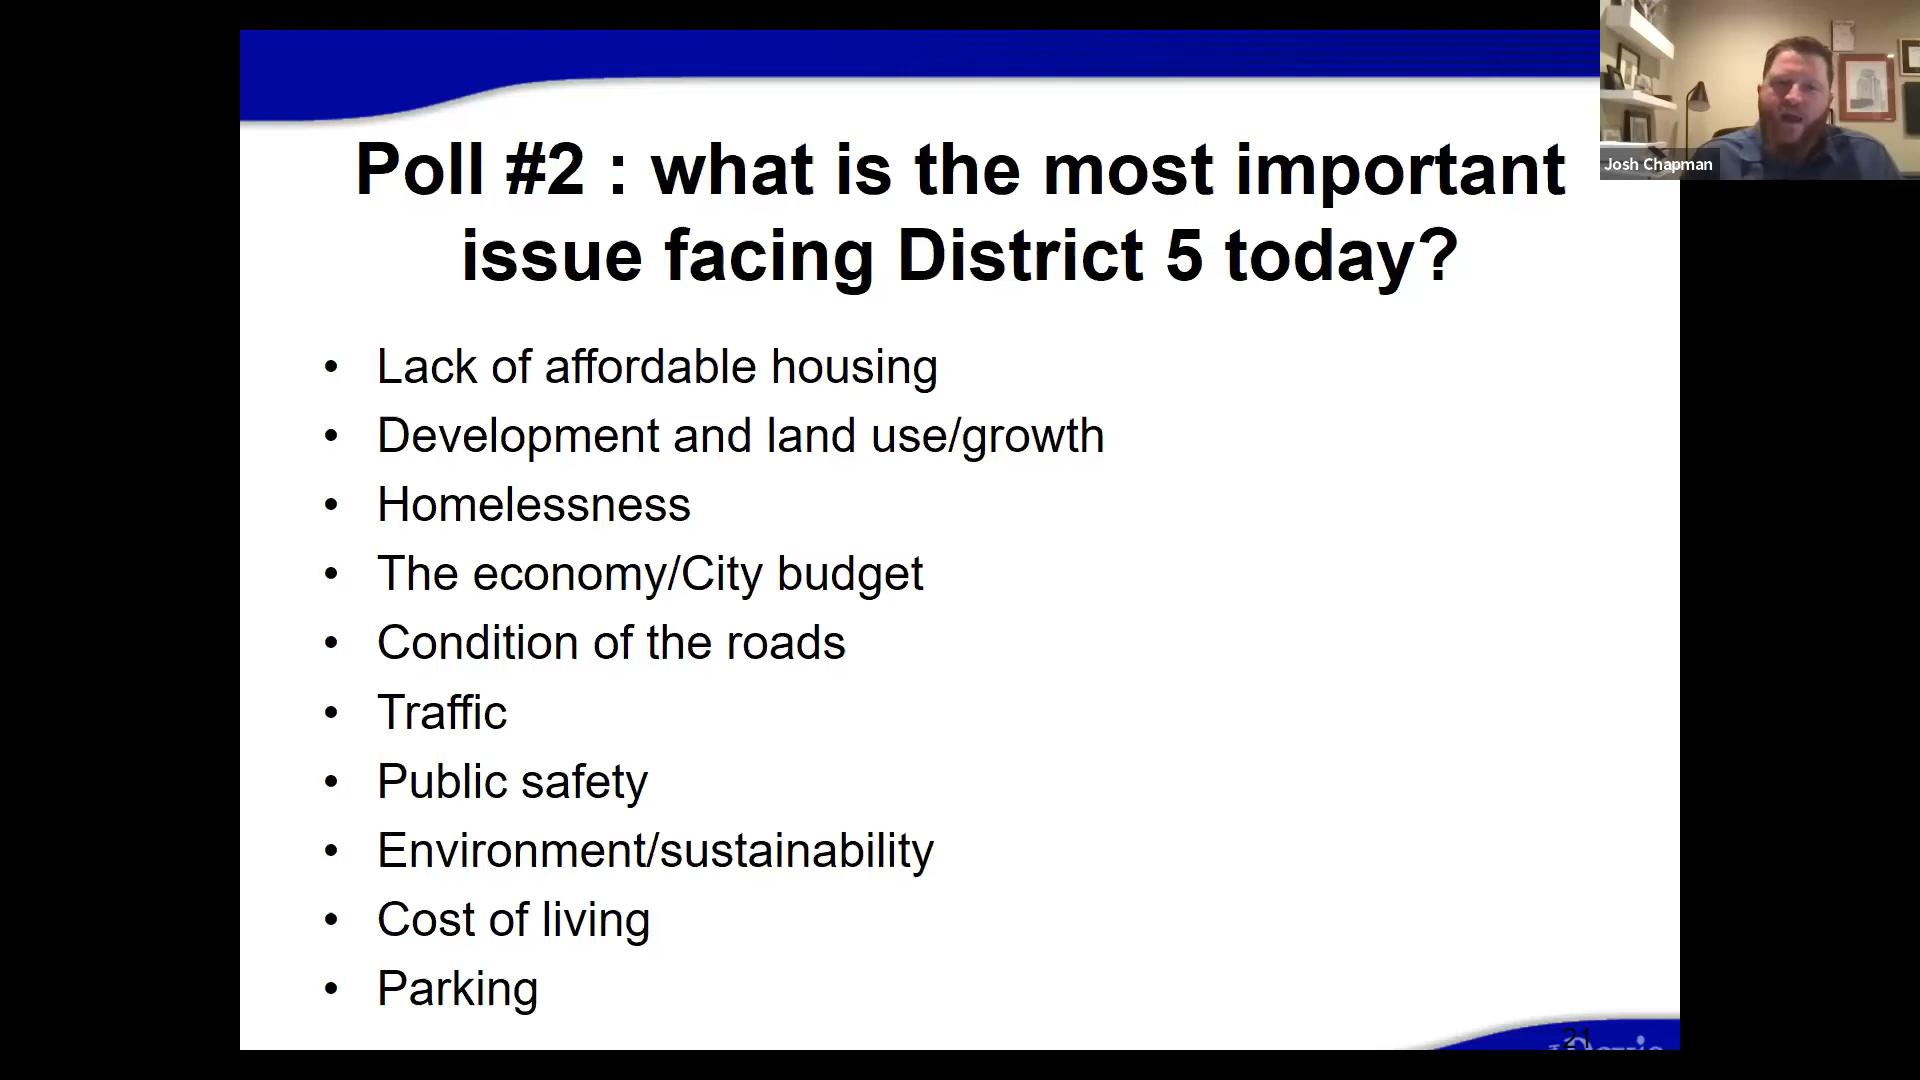 Poll #2 : what is the most important
issue facing District 5 today?
Josh Chapman
• Lack of affordable housing
• Development and land use/growth
• Homelessness
• The economy/City budget
• Condition of the roads
• Traffic
• Public safety
• Environment/sustainability
• Cost of living
• Parking
21